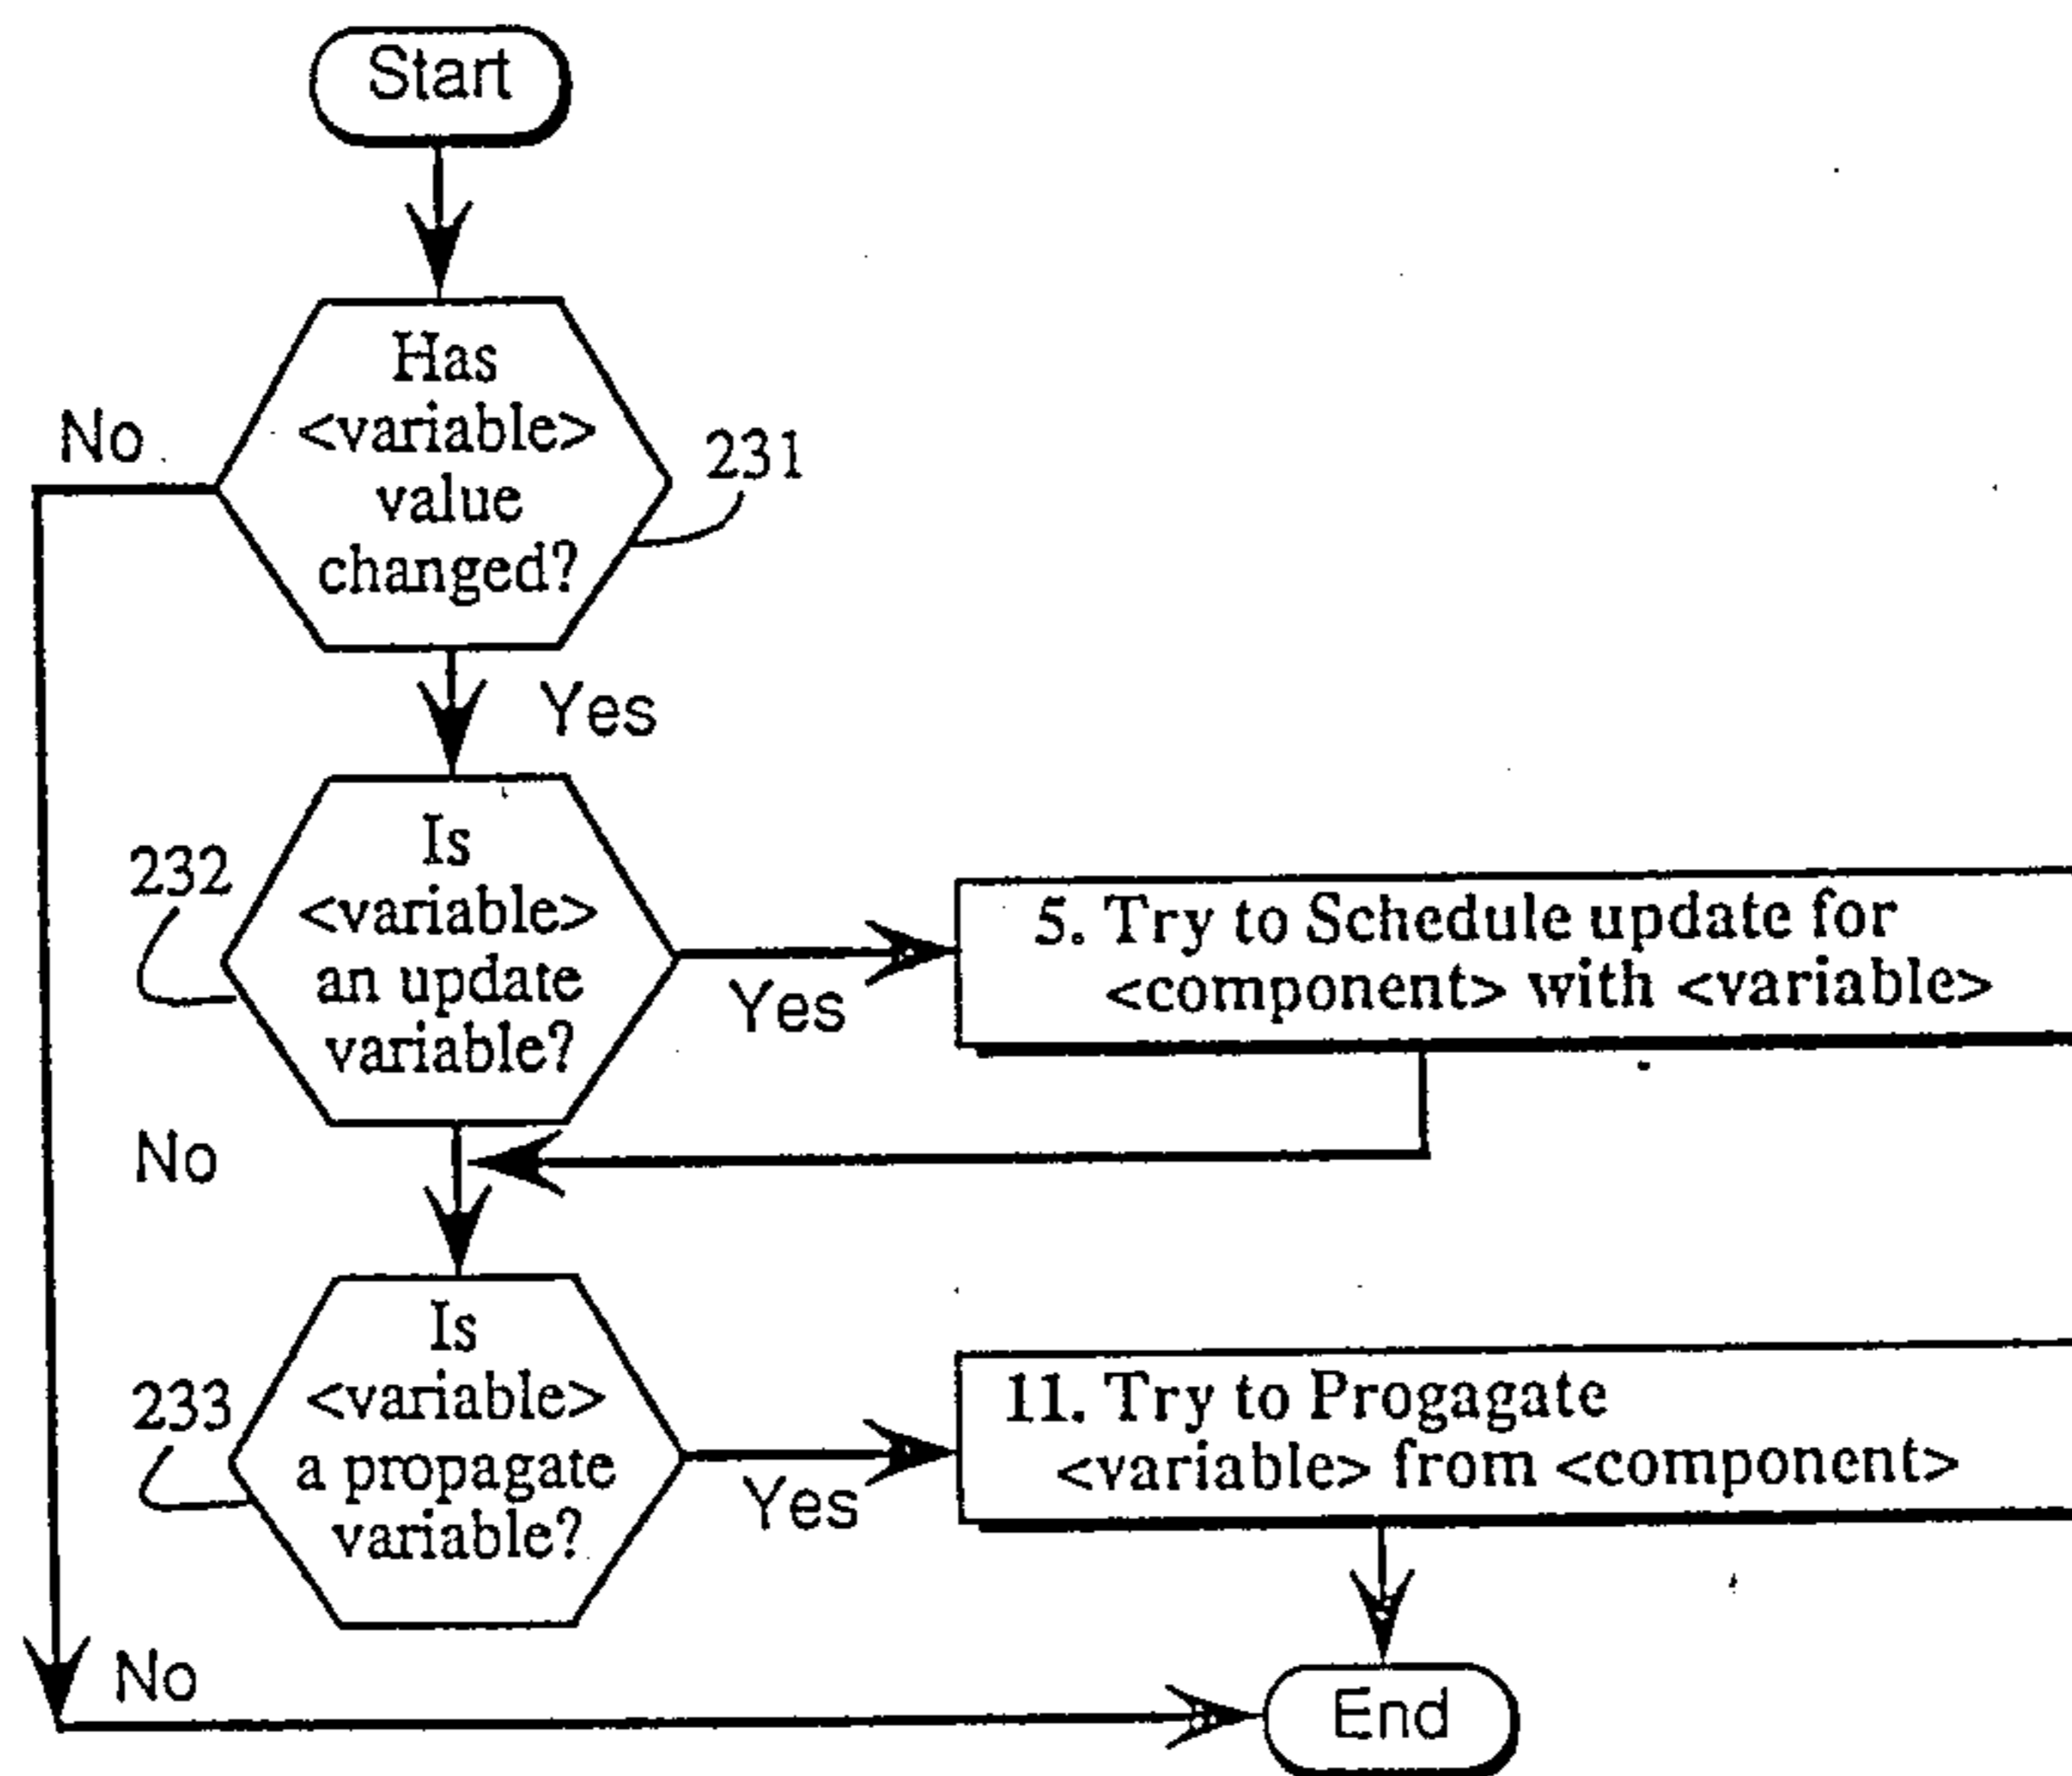 Start
Has
<variable>
value
changed?
No
231
Yes
Is
<variable>
an update
variable?
232
Yes
5. Try to Schedule update for
<component> with <variable>
No
Is
<variable>
a propagate
variable?
233
Yes
11. Try to Progagate
<variable> from <component>
No
End